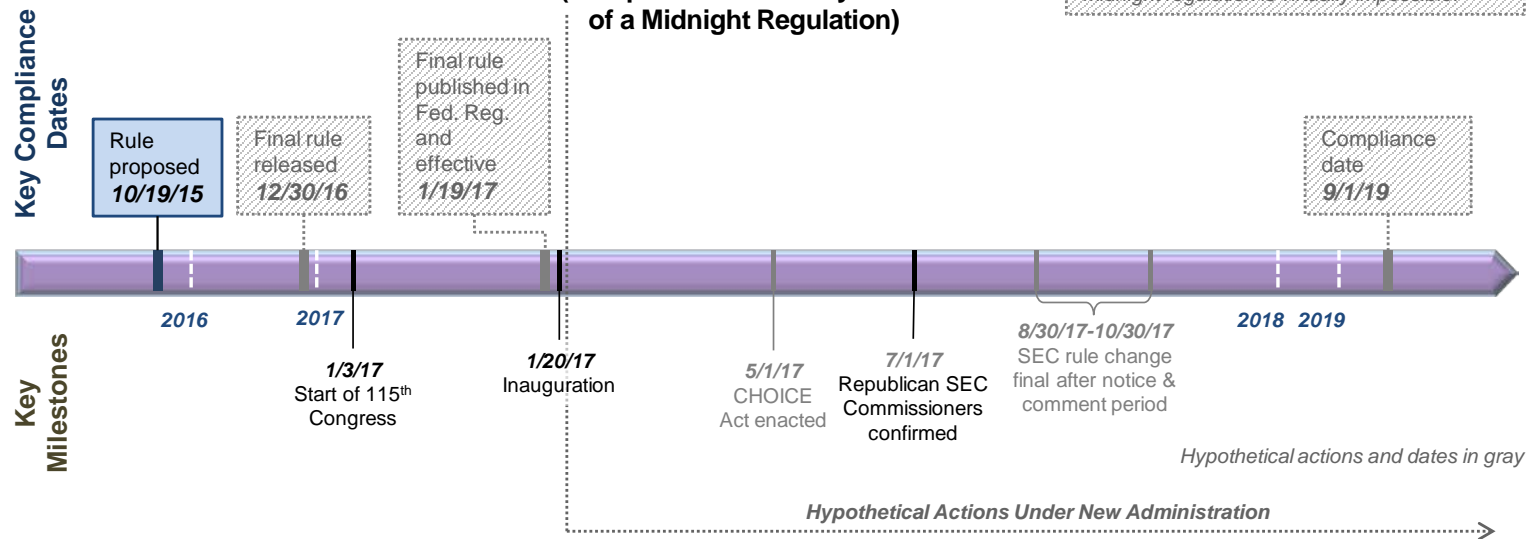 of a Midnight Regulation)
Key Compliance
Dates
Rule
proposed
10/19/15
Final rule
released
12/30/16
Final rule
published in
Fed. Reg.
and
effective
1/19/17
Compliance
date
9/1/19
2016
2017
2018 2019
1/3/17
Start of 115th
Congress
1/20/17
Inauguration
5/1/17
CHOICE
Act enacted
7/1/17
Republican SEC
Commissioners
confirmed
8/30/17-10/30/17
SEC rule change
final after notice &
comment period
Key
Milestones
Hypothetical actions and dates in gray
Hypothetical Actions Under New Administration